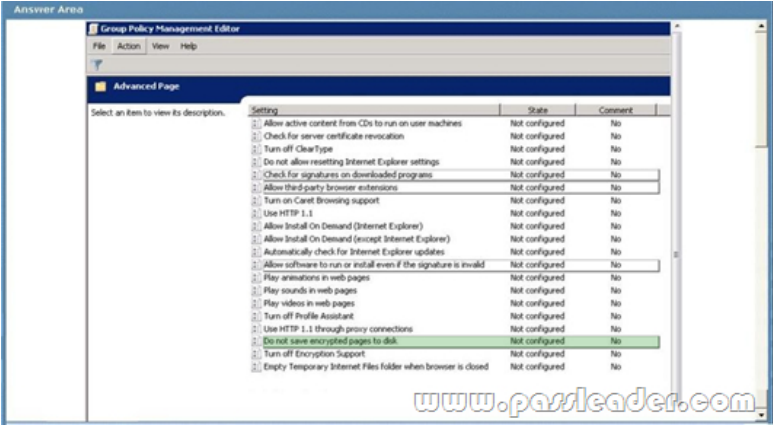 Answer Area
Group Policy Management Editor
File Action View Help
Advanced Page
Select an item to view its description.
Setting State Comment
Allow active content from CDs to run on user machines Not configured No
Check for server certificate revocation Not configured No
Turn off ClearType Not configured No
Do not allow resetting Internet Explorer settings Not configured No
Check for signatures on downloaded programs Not configured No
Allow third-party browser extensions Not configured No
Turn on Caret Browsing support Not configured No
Use HTTP 1.1 Not configured No
Allow Install On Demand (Internet Explorer) Not configured No
Allow Install On Demand (except Internet Explorer) Not configured No
Automatically check for Internet Explorer updates Not configured No
Allow software to run or install even if the signature is invalid Not configured No
Play animations in web pages Not configured No
Play sounds in web pages Not configured No
Play videos in web pages Not configured No
Turn off Profile Assistant Not configured No
Use HTTP 1.1 through proxy connections Not configured No
Do not save encrypted pages to disk Not configured No
Turn off Encryption Support Not configured No
Empty Temporary Internet Files folder when browser is closed Not configured No
www.passleader.com